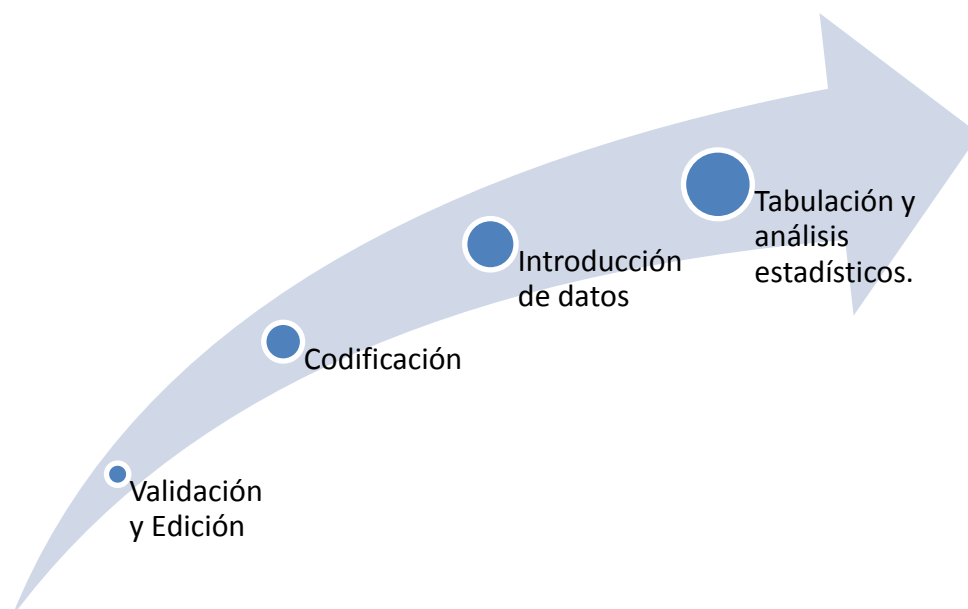 Validación
y Edición
Codificación
Introducción
de datos
Tabulación y
análisis
estadísticos.